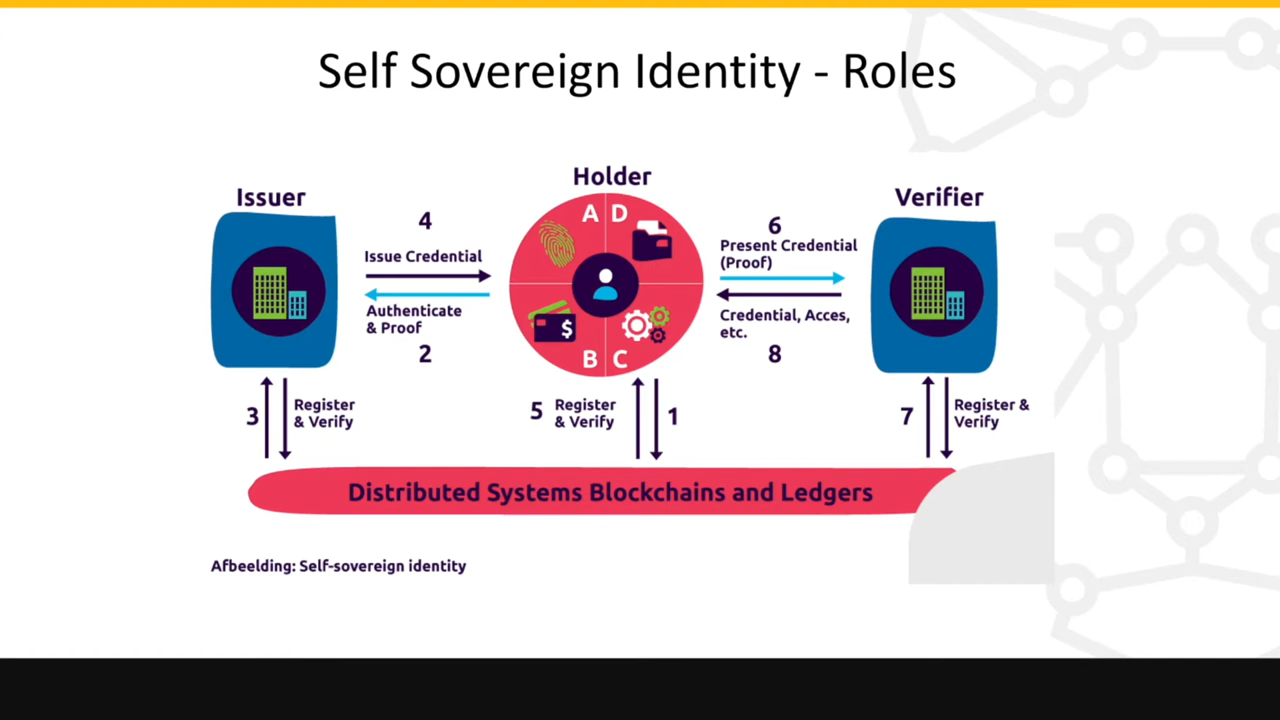 Self Sovereign Identity - Roles
Holder
Issuer
Verifier
A D
4
6
Issue Credential
Present Credential
(Proof)
Authenticate
& Proof
Credential, Acces,
etc.
$
2
B C
8
3
Register
& Verify
5
Register
& Verify
1
7
Register &
Verify
Distributed Systems Blockchains and Ledgers
Afbeelding: Self-sovereign identity